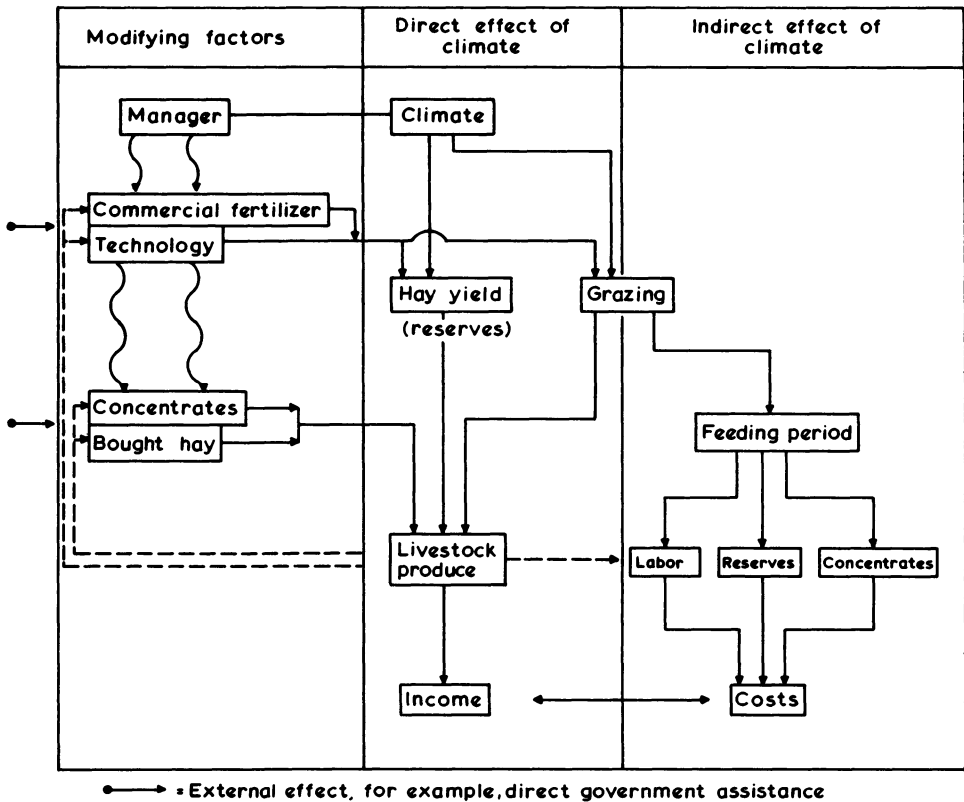 Modifying factors
Direct effect of
climate
Indirect effect of
climate
Manager
Climate
Commercial fertilizer
Technology
Hay yield
(reserves)
Grazing
Concentrates
Bought hay
Feeding period
Livestock
produce
Labor
Reserves
Concentrates
Income
Costs
= External effect, for example, direct government assistance